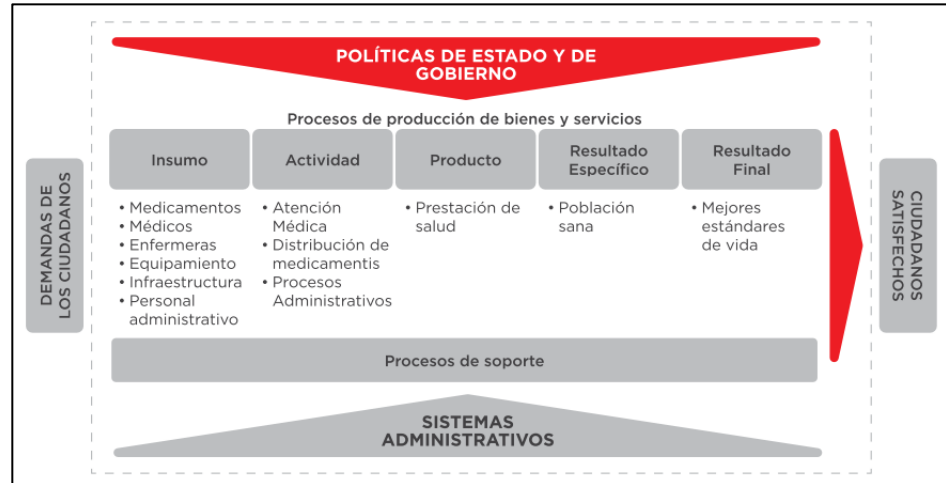 POLÍTICAS DE ESTADO Y DE
GOBIERNO
Procesos de producción de bienes y servicios
DEMANDAS DE
LOS CIUDADANOS
Insumo
• Medicamentos
• Médicos
• Enfermeras
• Equipamiento
• Infraestructura
• Personal
administrativo
Actividad
• Atención
Médica
• Distribución de
medicamentis
• Procesos
Administrativos
Producto
• Prestación de
salud
Resultado
Específico
• Población
sana
Resultado
Final
• Mejores
estándares
de vida
CIUDADANOS
SATISFECHOS
Procesos de soporte
SISTEMAS
ADMINISTRATIVOS